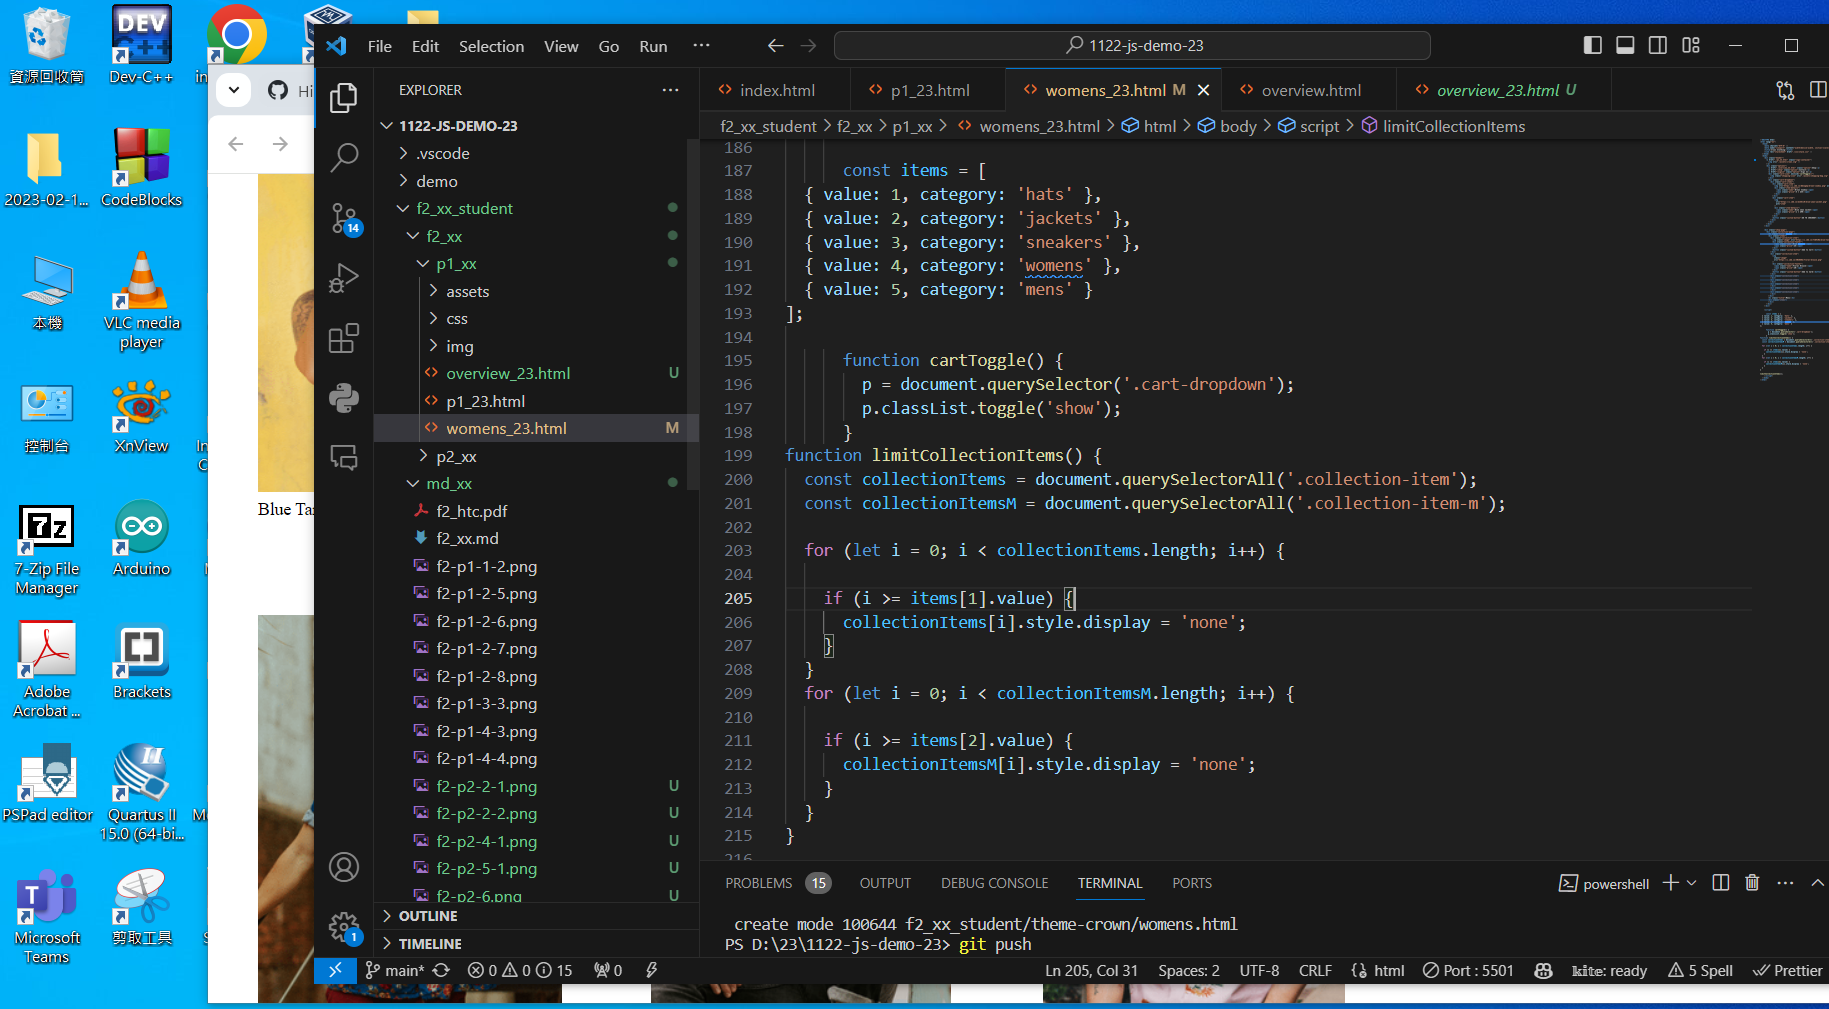 資源回收筒
Dev-C++
in
2023-02-1...
CodeBlocks
本機
VLC media
player
控制台
XnView
In
C
7-Zip File
Manager
Arduino
Adobe
Acrobat ...
Brackets
PSPad editor
Quartus II
15.0 (64-bi...
Microsoft
Teams
剪取工具
Hi
Blue Ta
File Edit Selection View Go Run ···
1122-js-demo-23
EXPLORER
1122-JS-DEMO-23
.vscode
demo
f2_xx_student
f2_xx
p1_xx
assets
css
img
overview_23.html U
p1_23.html
womens_23.html M
p2_xx
md_xx
f2_htc.pdf
f2_xx.md
f2-p1-1-2.png
f2-p1-2-5.png
f2-p1-2-6.png
f2-p1-2-7.png
f2-p1-2-8.png
f2-p1-3-3.png
f2-p1-4-3.png
f2-p1-4-4.png
f2-p2-2-1.png U
f2-p2-2-2.png U
f2-p2-4-1.png U
f2-p2-5-1.png U
f2-p2-6.png U
OUTLINE
TIMELINE
14
1
index.html p1_23.html womens_23.html M overview.html overview_23.html U
f2_xx_student > f2_xx > p1_xx > womens_23.html > html > body > script > limitCollectionItems
186
187 const items = [
188 { value: 1, category: 'hats' },
189 { value: 2, category: 'jackets' },
190 { value: 3, category: 'sneakers' },
191 { value: 4, category: 'womens' },
192 { value: 5, category: 'mens' }
193 ];
194
195 function cartToggle() {
196 p = document.querySelector('.cart-dropdown');
197 p.classList.toggle('show');
198 }
199 function limitCollectionItems() {
200 const collectionItems = document.querySelectorAll('.collection-item');
201 const collectionItemsM = document.querySelectorAll('.collection-item-m');
202
203 for (let i = 0; i < collectionItems.length; i++) {
204
205 if (i >= items[1].value) {
206 collectionItems[i].style.display = 'none';
207 }
208 }
209 for (let i = 0; i < collectionItemsM.length; i++) {
210
211 if (i >= items[2].value) {
212 collectionItemsM[i].style.display = 'none';
213 }
214 }
215 }
216
PROBLEMS 15 OUTPUT DEBUG CONSOLE TERMINAL PORTS powershell
create mode 100644 f2_xx_student/theme-crown/womens.html
PS D:\23\1122-js-demo-23> git push
main* 0 0 15 0 Ln 205, Col 31 Spaces: 2 UTF-8 CRLF html Port : 5501 kite: ready 5 Spell Prettier